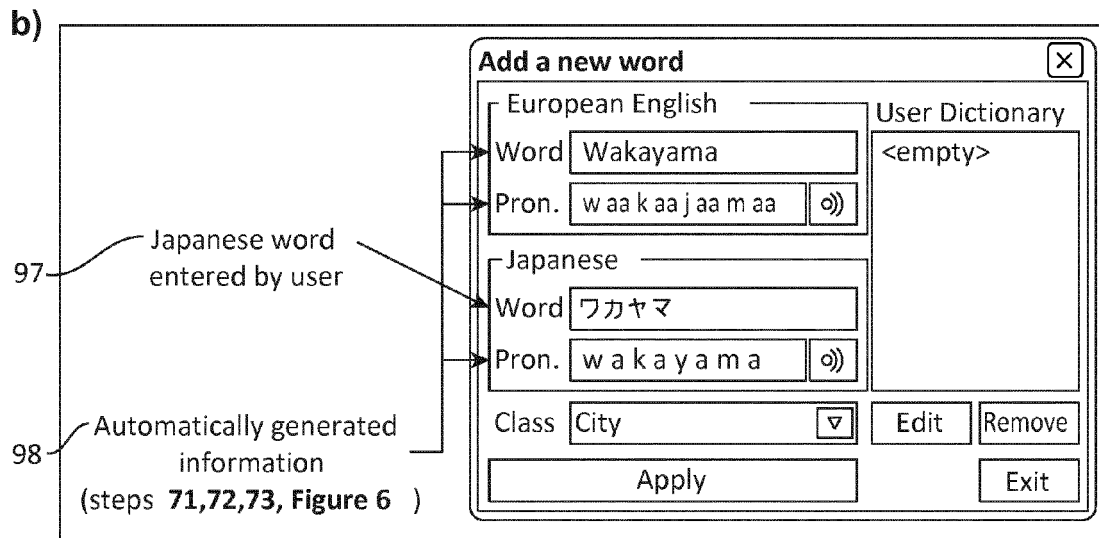 b)
Add a new word
European English
User Dictionary
Word Wakayama
<empty>
Pron. w aa k aa j aa m aa
Japanese word
entered by user
97
Japanese
Word ワカヤマ
Pron. w a k a y a m a
Class City
Edit Remove
Automatically generated
information
(steps 71,72,73, Figure 6 )
98
Apply
Exit